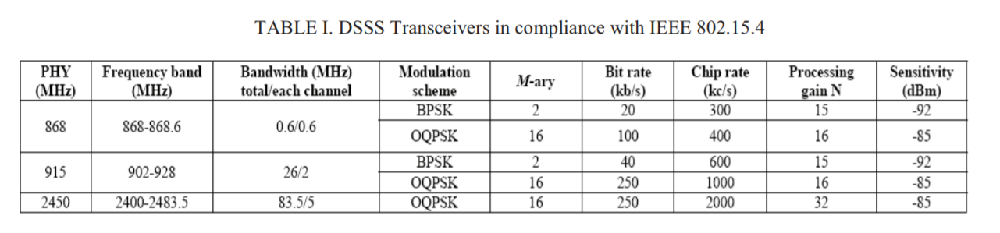 TABLE I. DSSS Transceivers in compliance with IEEE 802.15.4
PHY (MHz) Frequency band (MHz) Bandwidth (MHz) total/each channel Modulation scheme M-ary Bit rate (kb/s) Chip rate (kc/s) Processing gain N Sensitivity (dBm)
868 868-868.6 0.6/0.6 BPSK 2 20 300 15 -92
OQPSK 16 100 400 16 -85
915 902-928 26/2 BPSK 2 40 600 15 -92
OQPSK 16 250 1000 16 -85
2450 2400-2483.5 83.5/5 OQPSK 16 250 2000 32 -85